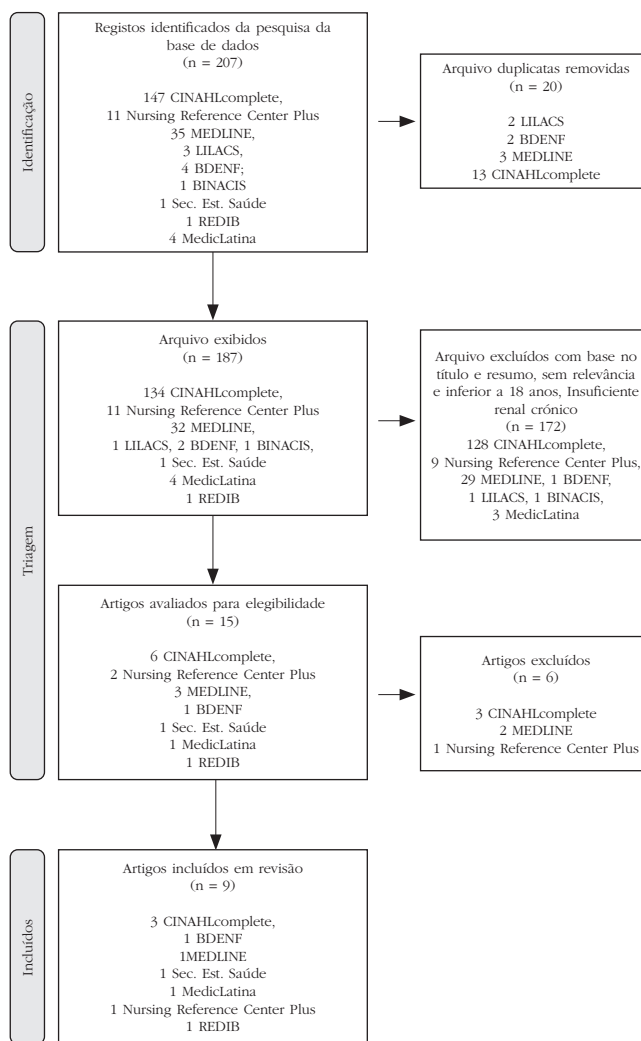 Identificação
Registos identificados da pesquisa da
base de dados
(n = 207)
147 CINAHLcomplete,
11 Nursing Reference Center Plus
35 MEDLINE,
3 LILACS,
4 BDENF;
1 BINACIS
1 Sec. Est. Saúde
1 REDIB
4 MedicLatina
Arquivo duplicatas removidas
(n = 20)
2 LILACS
2 BDENF
3 MEDLINE
13 CINAHLcomplete
Triagem
Arquivo exibidos
(n = 187)
134 CINAHLcomplete,
11 Nursing Reference Center Plus
32 MEDLINE,
1 LILACS, 2 BDENF, 1 BINACIS,
1 Sec. Est. Saúde
4 MedicLatina
1 REDIB
Arquivo excluídos com base no
título e resumo, sem relevância
e inferior a 18 anos, Insuficiente
renal crónico
(n = 172)
128 CINAHLcomplete,
9 Nursing Reference Center Plus,
29 MEDLINE, 1 BDENF,
1 LILACS, 1 BINACIS,
3 MedicLatina
Artigos avaliados para elegibilidade
(n = 15)
6 CINAHLcomplete,
2 Nursing Reference Center Plus
3 MEDLINE,
1 BDENF
1 Sec. Est. Saúde
1 MedicLatina
1 REDIB
Artigos excluídos
(n = 6)
3 CINAHLcomplete
2 MEDLINE
1 Nursing Reference Center Plus
Incluídos
Artigos incluídos em revisão
(n = 9)
3 CINAHLcomplete,
1 BDENF
1MEDLINE
1 Sec. Est. Saúde
1 MedicLatina
1 Nursing Reference Center Plus
1 REDIB